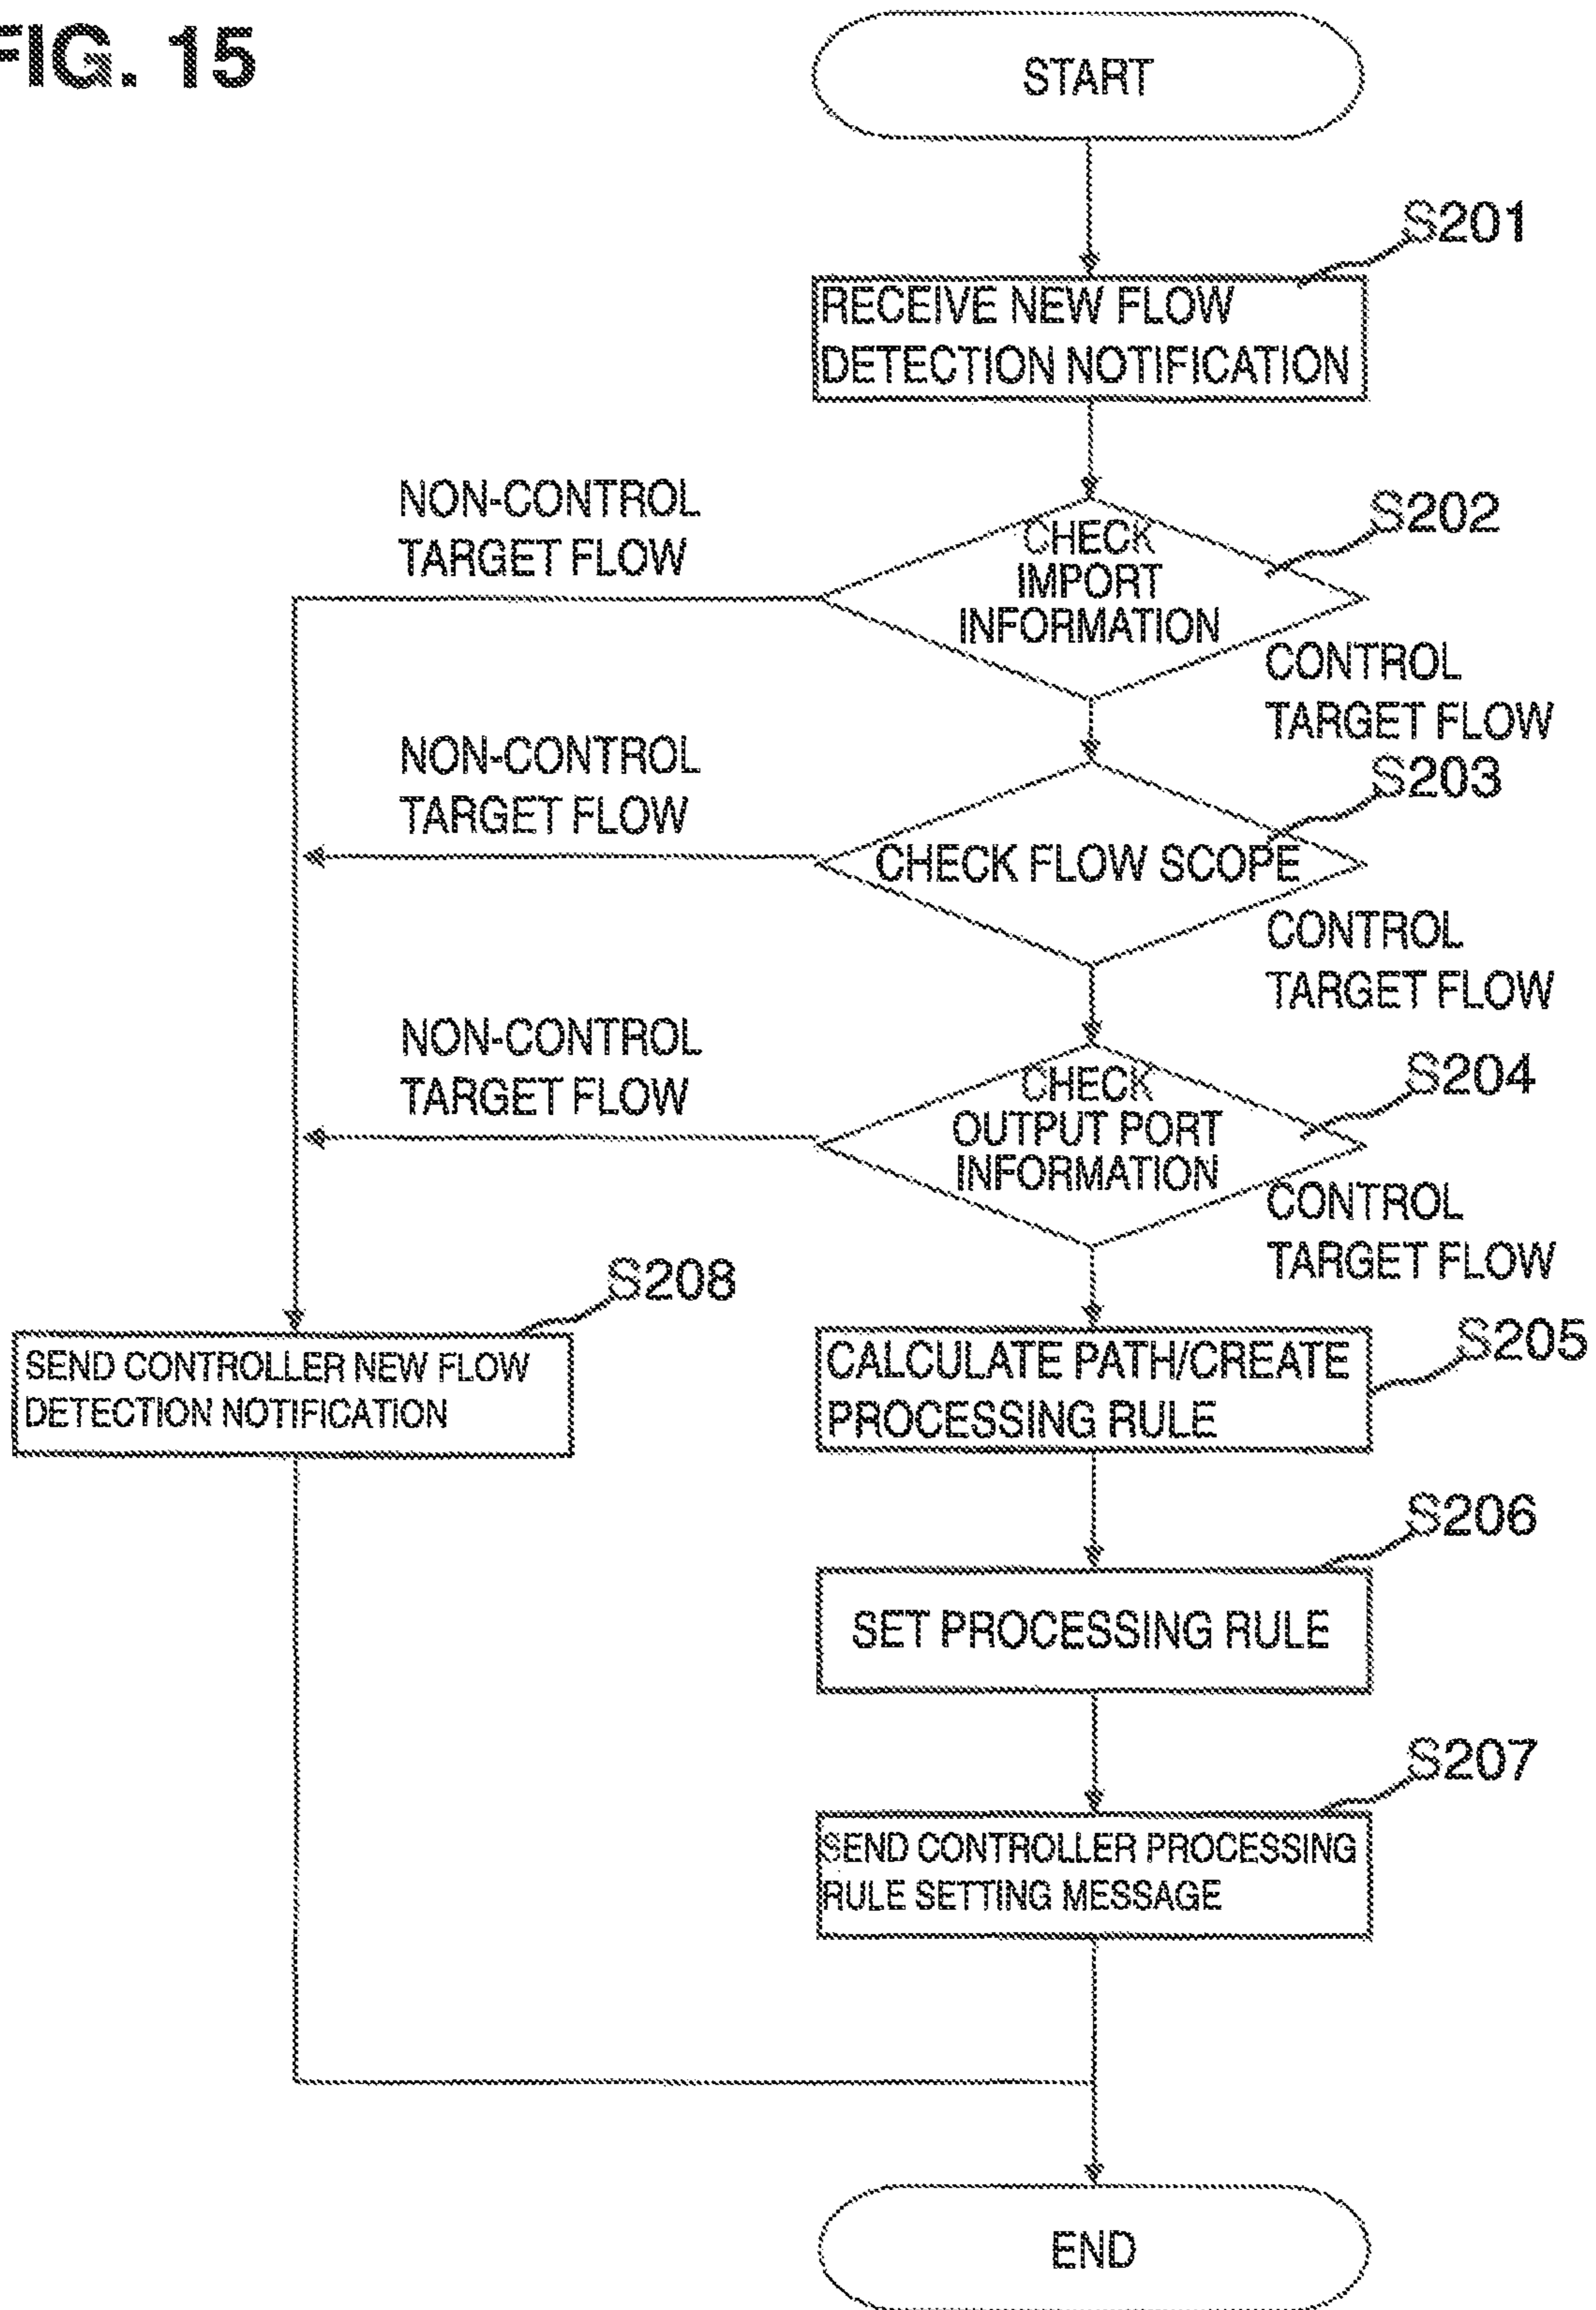 FIG. 15
START
S201
RECEIVE NEW FLOW
DETECTION NOTIFICATION
NON-CONTROL
TARGET FLOW
S202
CHECK
IMPORT
INFORMATION
CONTROL
TARGET FLOW
NON-CONTROL
TARGET FLOW
S203
CHECK FLOW SCOPE
CONTROL
TARGET FLOW
NON-CONTROL
TARGET FLOW
S204
CHECK
OUTPUT PORT
INFORMATION
CONTROL
TARGET FLOW
S208
SEND CONTROLLER NEW FLOW
DETECTION NOTIFICATION
S205
CALCULATE PATH/CREATE
PROCESSING RULE
S206
SET PROCESSING RULE
S207
SEND CONTROLLER PROCESSING
RULE SETTING MESSAGE
END